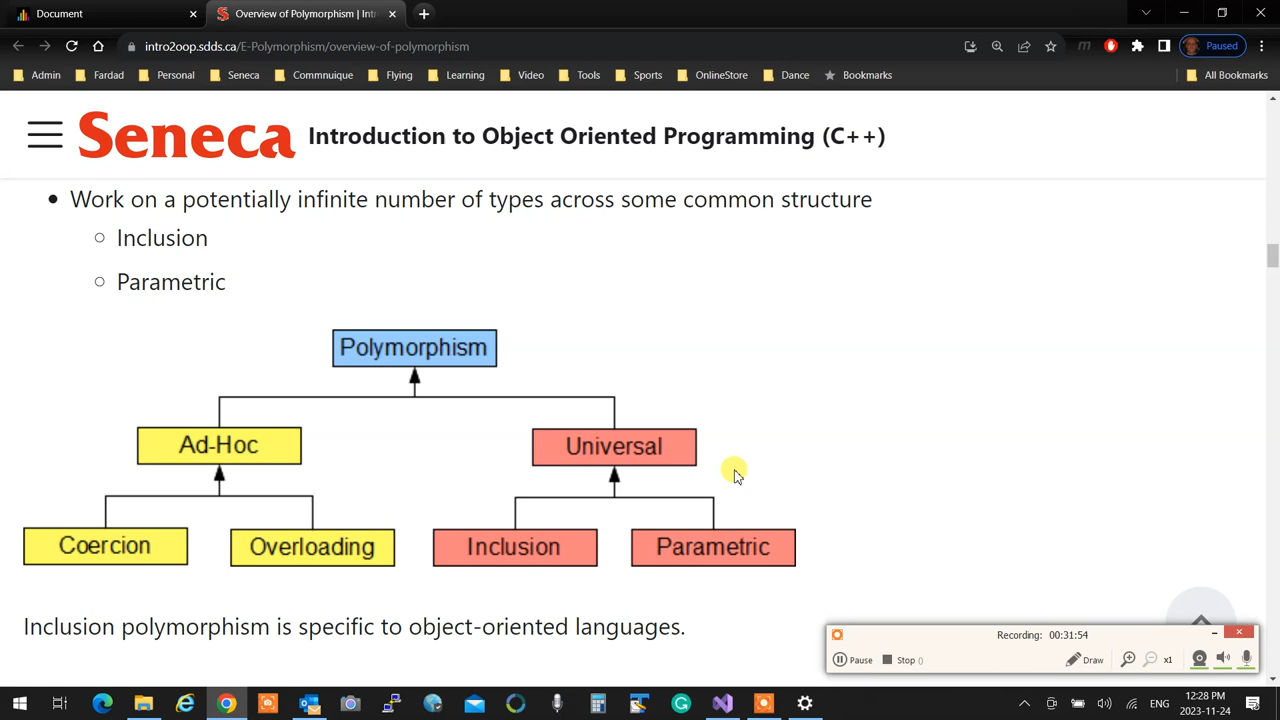 Document
Overview of Polymorphism | Intr
intro2oop.sdds.ca/E-Polymorphism/overview-of-polymorphism
Paused
Admin Fardad Personal Seneca Commnuique Flying Learning Video Tools Sports OnlineStore Dance Bookmarks All Bookmarks
Seneca Introduction to Object Oriented Programming (C++)
• Work on a potentially infinite number of types across some common structure
○ Inclusion
○ Parametric
Polymorphism
Ad-Hoc Universal
Coercion Overloading Inclusion Parametric
Inclusion polymorphism is specific to object-oriented languages.
Recording: 00:31:54
Pause Stop () Draw x1
ENG
12:28 PM
2023-11-24